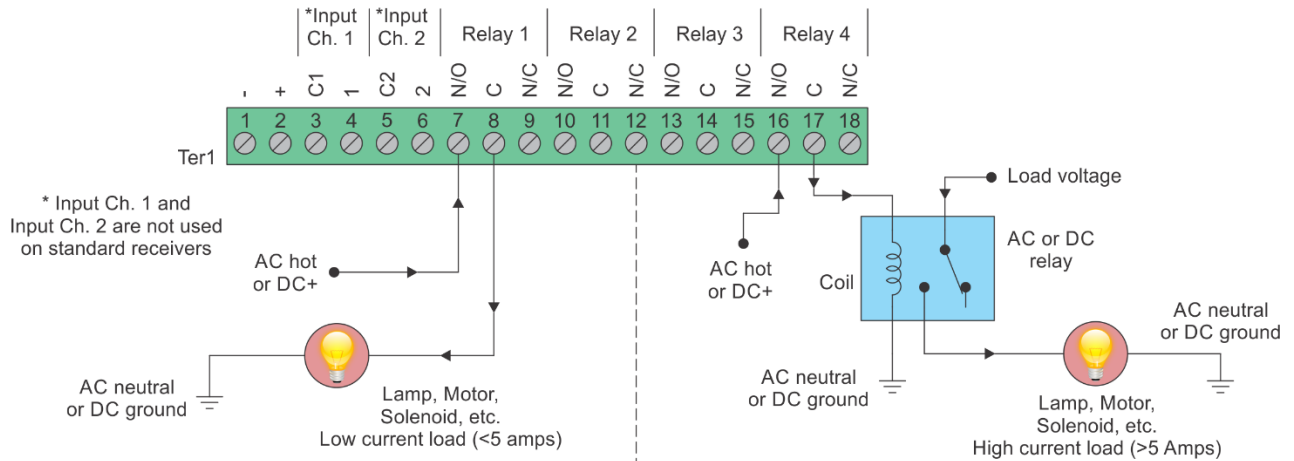 *Input
Ch. 1
*Input
Ch. 2
Relay 1
Relay 2
Relay 3
Relay 4
- + C1 1 C2 2 N/O C N/C N/O C N/C N/O C N/C N/O C N/C
1 2 3 4 5 6 7 8 9 10 11 12 13 14 15 16 17 18
Ter1
* Input Ch. 1 and
Input Ch. 2 are not used
on standard receivers
AC hot
or DC+
AC neutral
or DC ground
Lamp, Motor,
Solenoid, etc.
Low current load (<5 amps)
AC hot
or DC+
Load voltage
AC or DC
relay
Coil
AC neutral
or DC ground
AC neutral
or DC ground
Lamp, Motor,
Solenoid, etc.
High current load (>5 Amps)